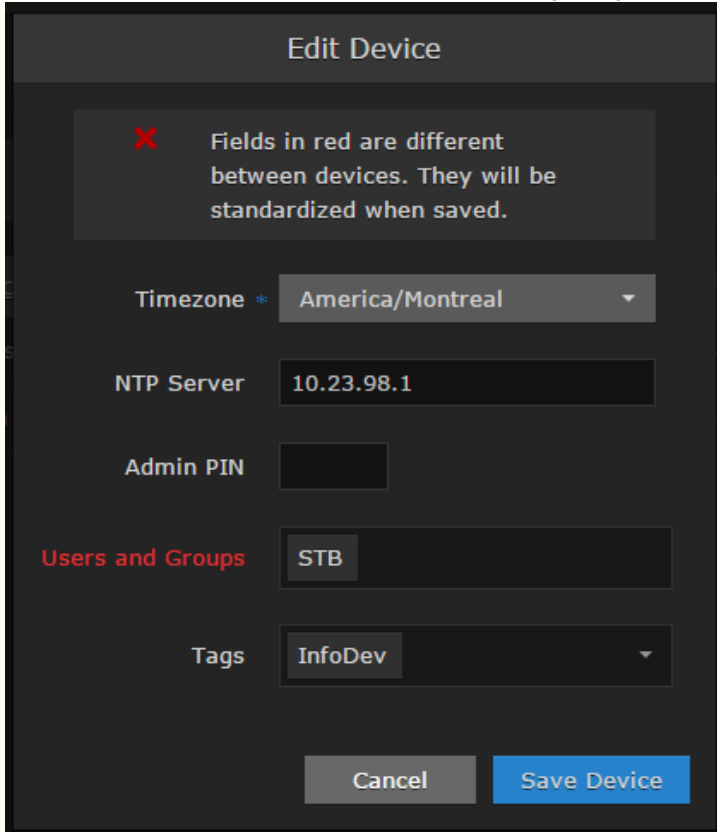 Edit Device
Fields in red are different
between devices. They will be
standardized when saved.
Timezone * America/Montreal
NTP Server 10.23.98.1
Admin PIN
Users and Groups STB
Tags InfoDev
Cancel Save Device